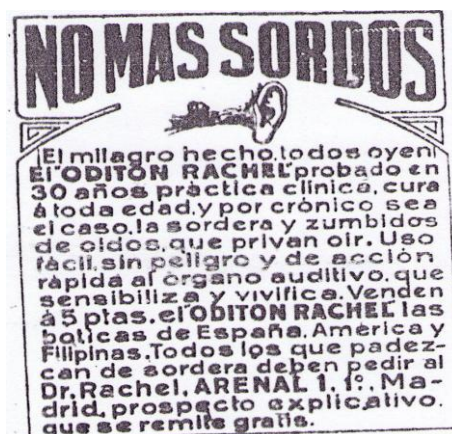 NO MAS SORDOS
¡El milagro hecho, todos oyen!
El "ODITON RACHEL" probado en
30 años práctica clínica, cura
á toda edad, y por crónico sea
el caso, la sordera y zumbidos
de oidos, que privan oir. Uso
fácil, sin peligro y de acción
rápida al órgano auditivo, que
sensibiliza y vivifica. Venden
á 5 ptas. el "ODITON RACHEL" las
boticas de España, América y
Filipinas. Todos los que padez-
can de sordera deben pedir al
Dr. Rachel, ARENAL 1, 1º, Ma-
drid, prospecto explicativo,
que se remite gratis.